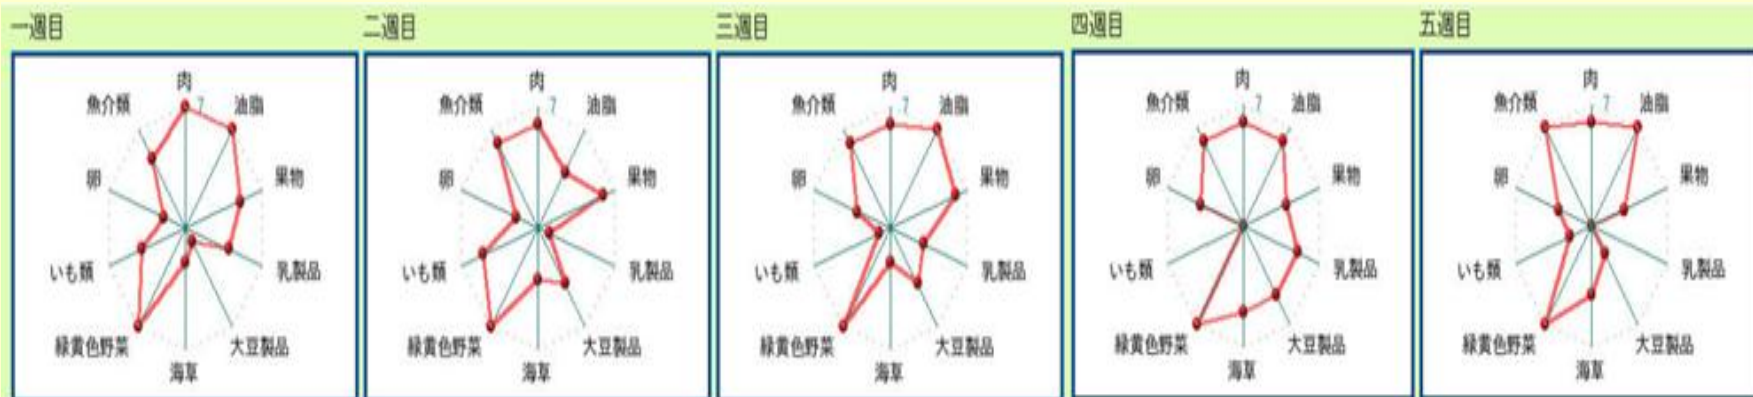 一週目
肉
7
油脂
魚介類
果物
卵
乳製品
いも類
大豆製品
緑黄色野菜
海草
二週目
肉
7
油脂
魚介類
果物
卵
乳製品
いも類
大豆製品
緑黄色野菜
海草
三週目
肉
7
油脂
魚介類
果物
卵
乳製品
いも類
大豆製品
緑黄色野菜
海草
四週目
肉
7
油脂
魚介類
果物
卵
乳製品
いも類
大豆製品
緑黄色野菜
海草
五週目
肉
7
油脂
魚介類
果物
卵
乳製品
いも類
大豆製品
緑黄色野菜
海草